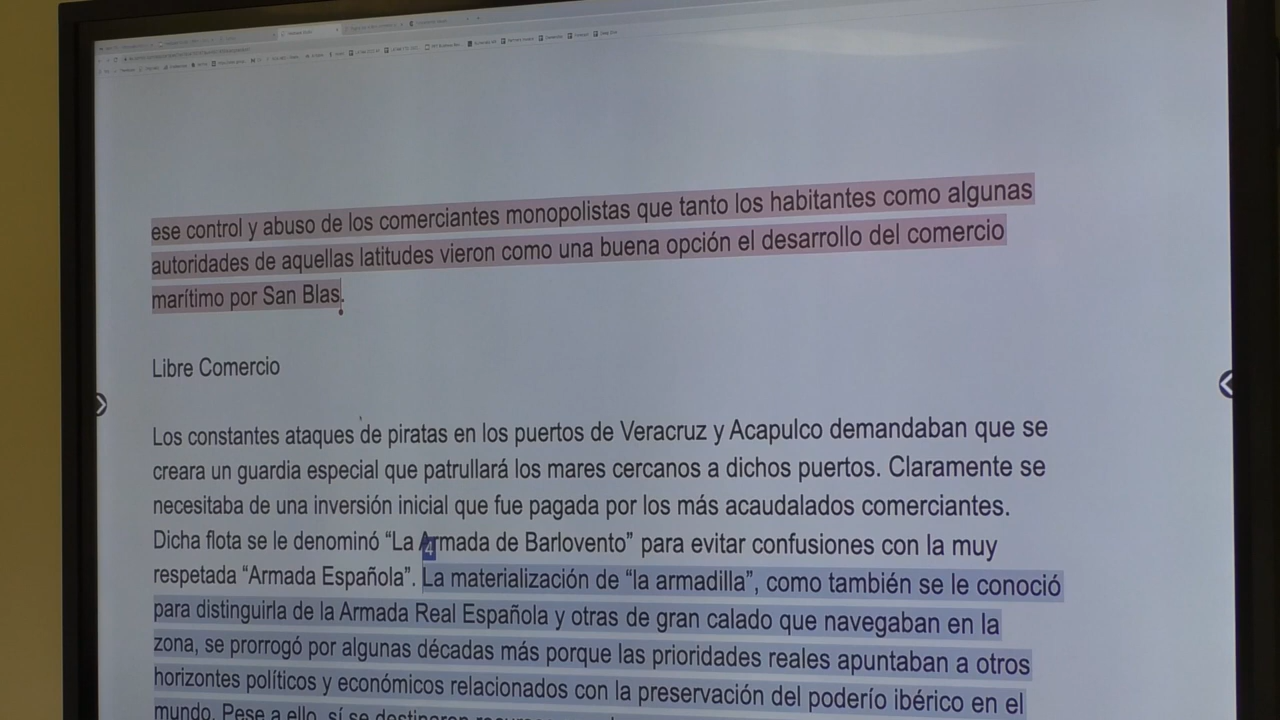 ese control y abuso de los comerciantes monopolistas que tanto los habitantes como algunas
autoridades de aquellas latitudes vieron como una buena opción el desarrollo del comercio
marítimo por San Blas.
Libre Comercio
Los constantes ataques de piratas en los puertos de Veracruz y Acapulco demandaban que se
creara un guardia especial que patrullará los mares cercanos a dichos puertos. Claramente se
necesitaba de una inversión inicial que fue pagada por los más acaudalados comerciantes.
Dicha flota se le denominó “La Armada de Barlovento” para evitar confusiones con la muy
4
respetada “Armada Española”. La materialización de “la armadilla”, como también se le conoció
para distinguirla de la Armada Real Española y otras de gran calado que navegaban en la
zona, se prorrogó por algunas décadas más porque las prioridades reales apuntaban a otros
horizontes políticos y económicos relacionados con la preservación del poderío ibérico en el
mundo. Pese a ello, sí se destinaron